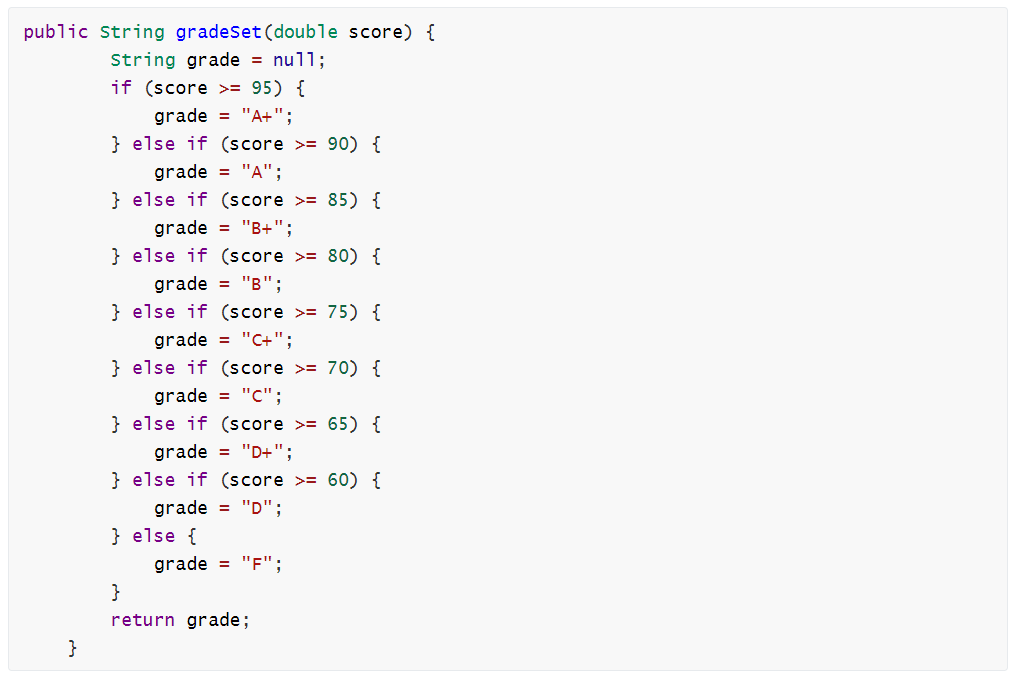 public String gradeSet(double score) {
        String grade = null;
        if (score >= 95) {
            grade = "A+";
        } else if (score >= 90) {
            grade = "A";
        } else if (score >= 85) {
            grade = "B+";
        } else if (score >= 80) {
            grade = "B";
        } else if (score >= 75) {
            grade = "C+";
        } else if (score >= 70) {
            grade = "C";
        } else if (score >= 65) {
            grade = "D+";
        } else if (score >= 60) {
            grade = "D";
        } else {
            grade = "F";
        }
        return grade;
    }